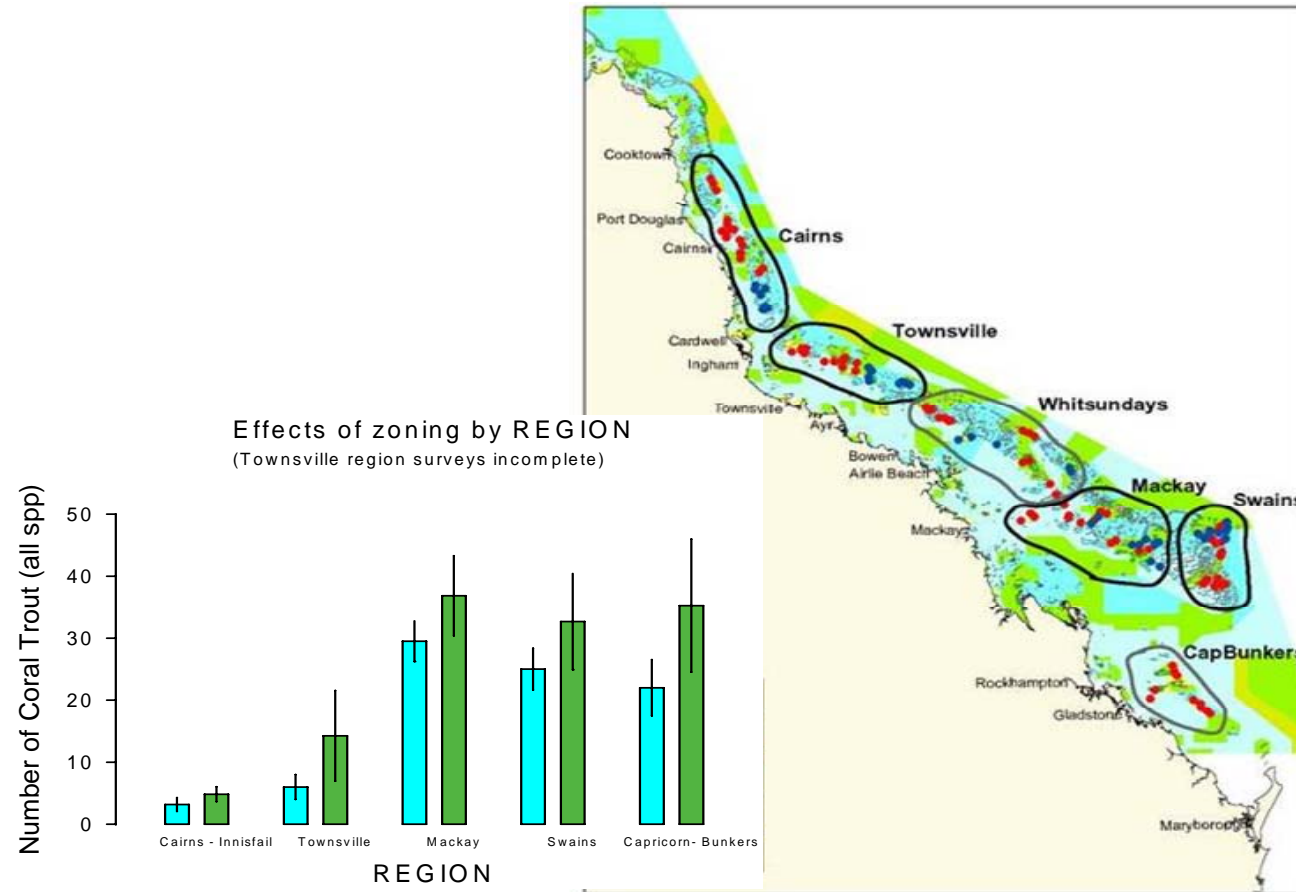 Cooktown
Port Douglas
Cairns
Cairns
Cardwell
Ingham
Townsville
Townsville
Ayr
Whitsundays
Bowen
Airlie Beach
Mackay
Swains
Mackay
CapBunkers
Rockhampton
Gladstone
Maryborough
Effects of zoning by REGION
(Townsville region surveys incomplete)
Number of Coral Trout (all spp)
50
40
30
20
10
0
Cairns - Innisfail Townsville Mackay Swains Capricorn- Bunkers
REGION